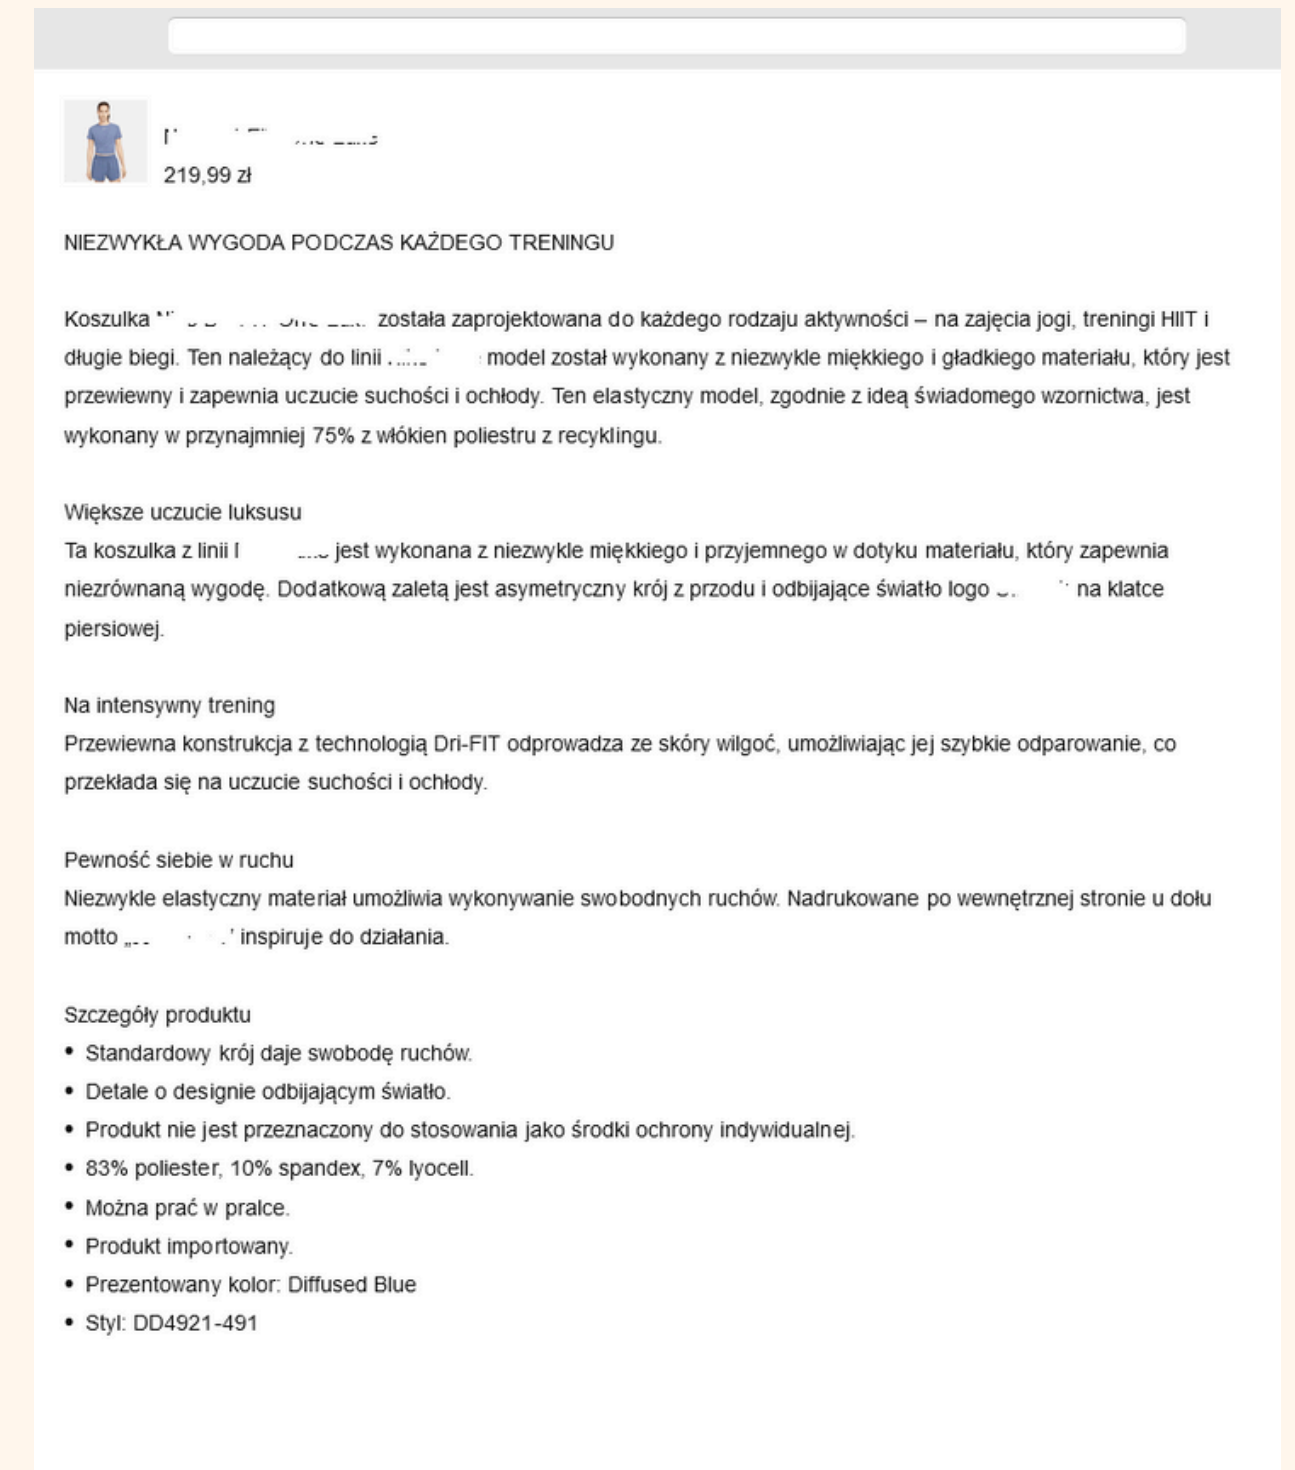 219,99 zł
NIEZWYKŁA WYGODA PODCZAS KAŻDEGO TRENINGU
Koszulka została zaprojektowana do każdego rodzaju aktywności – na zajęcia jogi, treningi HIIT i
długie biegi. Ten należący do linii model został wykonany z niezwykle miękkiego i gładkiego materiału, który jest
przewiewny i zapewnia uczucie suchości i ochłody. Ten elastyczny model, zgodnie z ideą świadomego wzornictwa, jest
wykonany w przynajmniej 75% z włókien poliestru z recyklingu.
Większe uczucie luksusu
Ta koszulka z linii jest wykonana z niezwykle miękkiego i przyjemnego w dotyku materiału, który zapewnia
niezrównaną wygodę. Dodatkową zaletą jest asymetryczny krój z przodu i odbijające światło logo na klatce
piersiowej.
Na intensywny trening
Przewiewna konstrukcja z technologią Dri-FIT odprowadza ze skóry wilgoć, umożliwiając jej szybkie odparowanie, co
przekłada się na uczucie suchości i ochłody.
Pewność siebie w ruchu
Niezwykle elastyczny materiał umożliwia wykonywanie swobodnych ruchów. Nadrukowane po wewnętrznej stronie u dołu
motto „ ” inspiruje do działania.
Szczegóły produktu
• Standardowy krój daje swobodę ruchów.
• Detale o designie odbijającym światło.
• Produkt nie jest przeznaczony do stosowania jako środki ochrony indywidualnej.
• 83% poliester, 10% spandex, 7% lyocell.
• Można prać w pralce.
• Produkt importowany.
• Prezentowany kolor: Diffused Blue
• Styl: DD4921-491